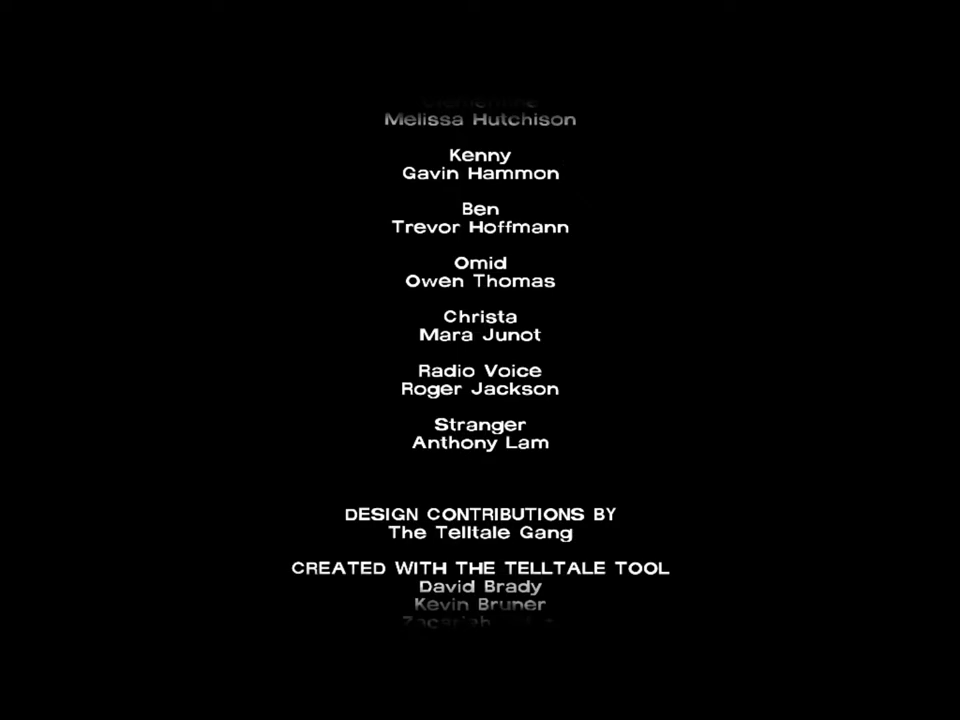 Clementine
Melissa Hutchison
Kenny
Gavin Hammon
Ben
Trevor Hoffmann
Omid
Owen Thomas
Christa
Mara Junot
Radio Voice
Roger Jackson
Stranger
Anthony Lam
DESIGN CONTRIBUTIONS BY
The Telltale Gang
CREATED WITH THE TELLTALE TOOL
David Brady
Kevin Bruner